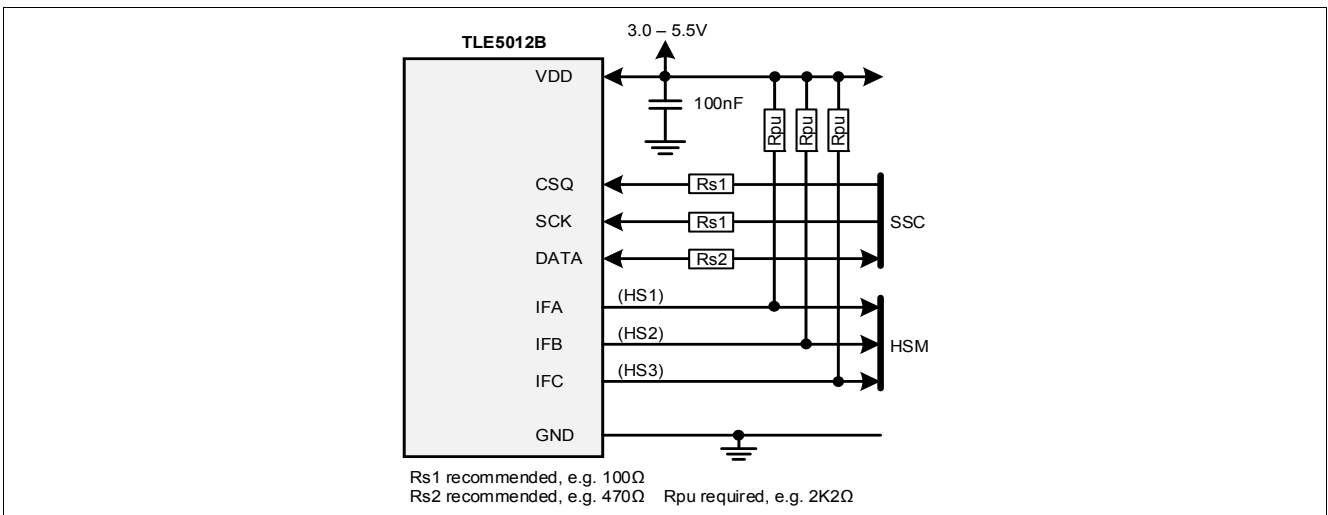 3.0 – 5.5V
TLE5012B
VDD
100nF
Rpu
Rpu
Rpu
CSQ
Rs1
SCK
Rs1
SSC
DATA
Rs2
IFA
(HS1)
IFB
(HS2)
HSM
IFC
(HS3)
GND
Rs1 recommended, e.g. 100Ω
Rs2 recommended, e.g. 470Ω Rpu required, e.g. 2K2Ω